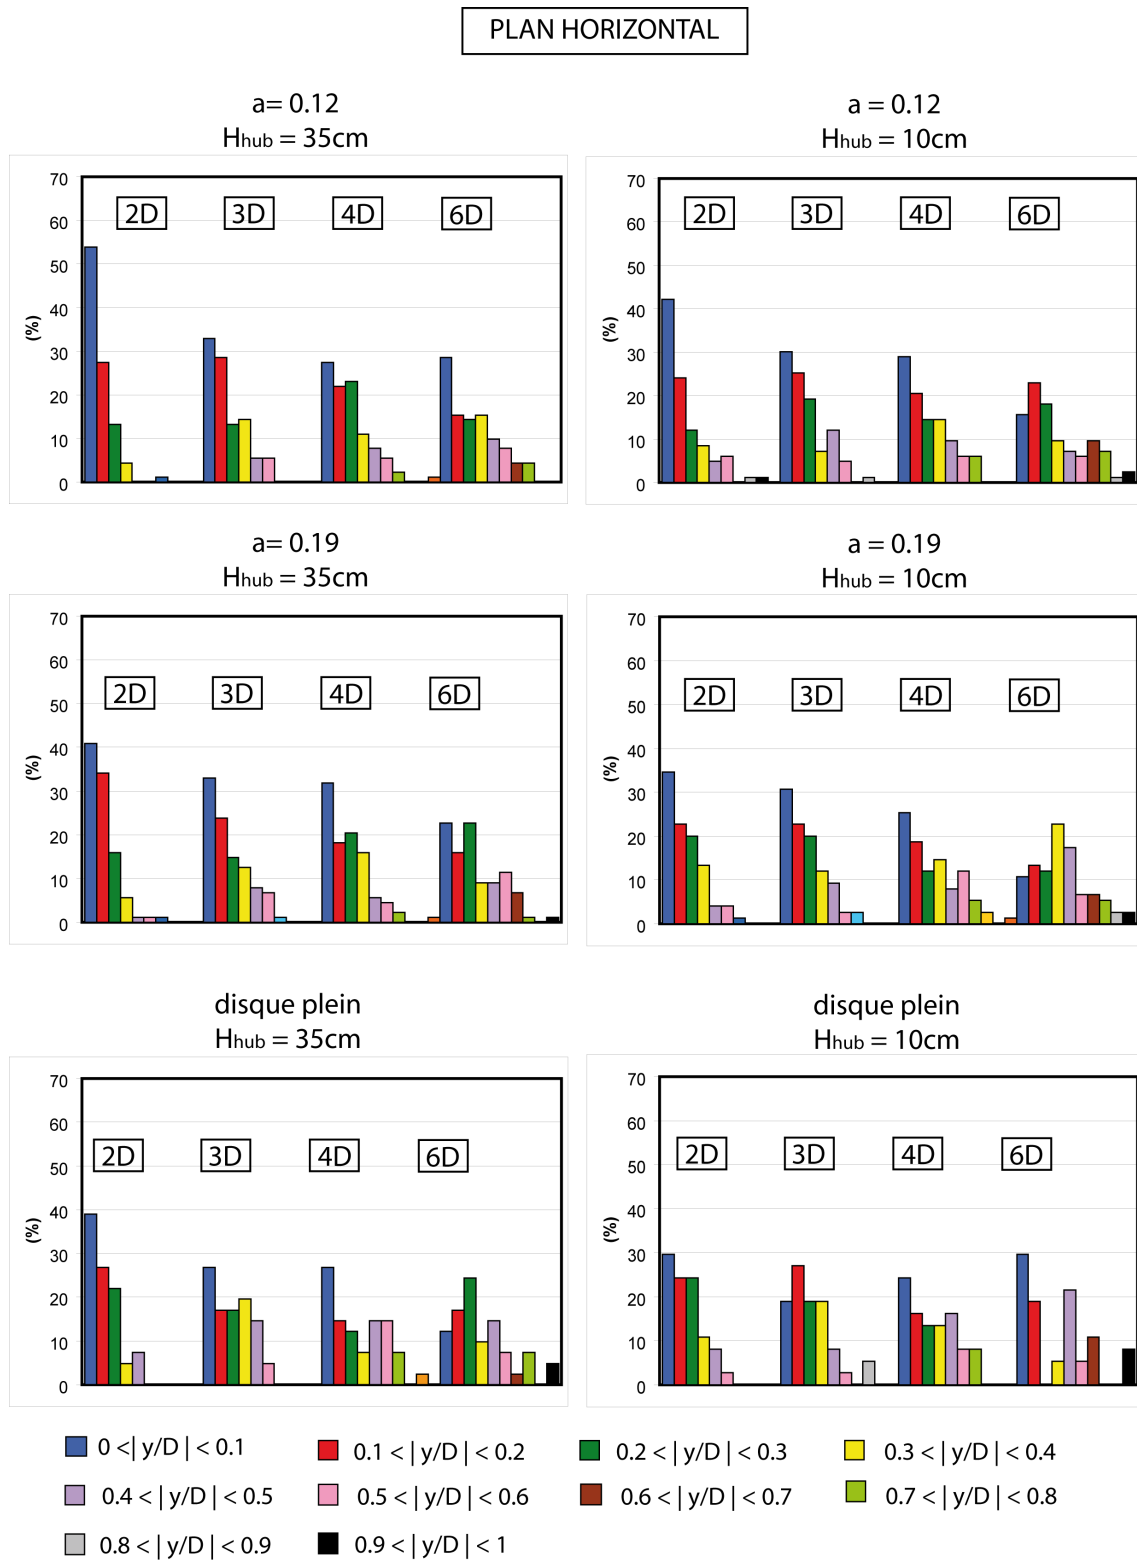 PLAN HORIZONTAL
a= 0.12
Hhub = 35cm
a = 0.12
Hhub = 10cm
70
60
50
40
30
20
10
0
(%)
2D 3D 4D 6D
70
60
50
40
30
20
10
0
(%)
2D 3D 4D 6D
a= 0.19
Hhub = 35cm
a = 0.19
Hhub = 10cm
70
60
50
40
30
20
10
0
(%)
2D 3D 4D 6D
70
60
50
40
30
20
10
0
(%)
2D 3D 4D 6D
disque plein
Hhub = 35cm
disque plein
Hhub = 10cm
70
60
50
40
30
20
10
0
(%)
2D 3D 4D 6D
70
60
50
40
30
20
10
0
(%)
2D 3D 4D 6D
0 <| y/D | < 0.1 0.1 <| y/D | < 0.2 0.2 <| y/D | < 0.3 0.3 <| y/D | < 0.4
0.4 <| y/D | < 0.5 0.5 <| y/D | < 0.6 0.6 <| y/D | < 0.7 0.7 <| y/D | < 0.8
0.8 <| y/D | < 0.9 0.9 <| y/D | < 1